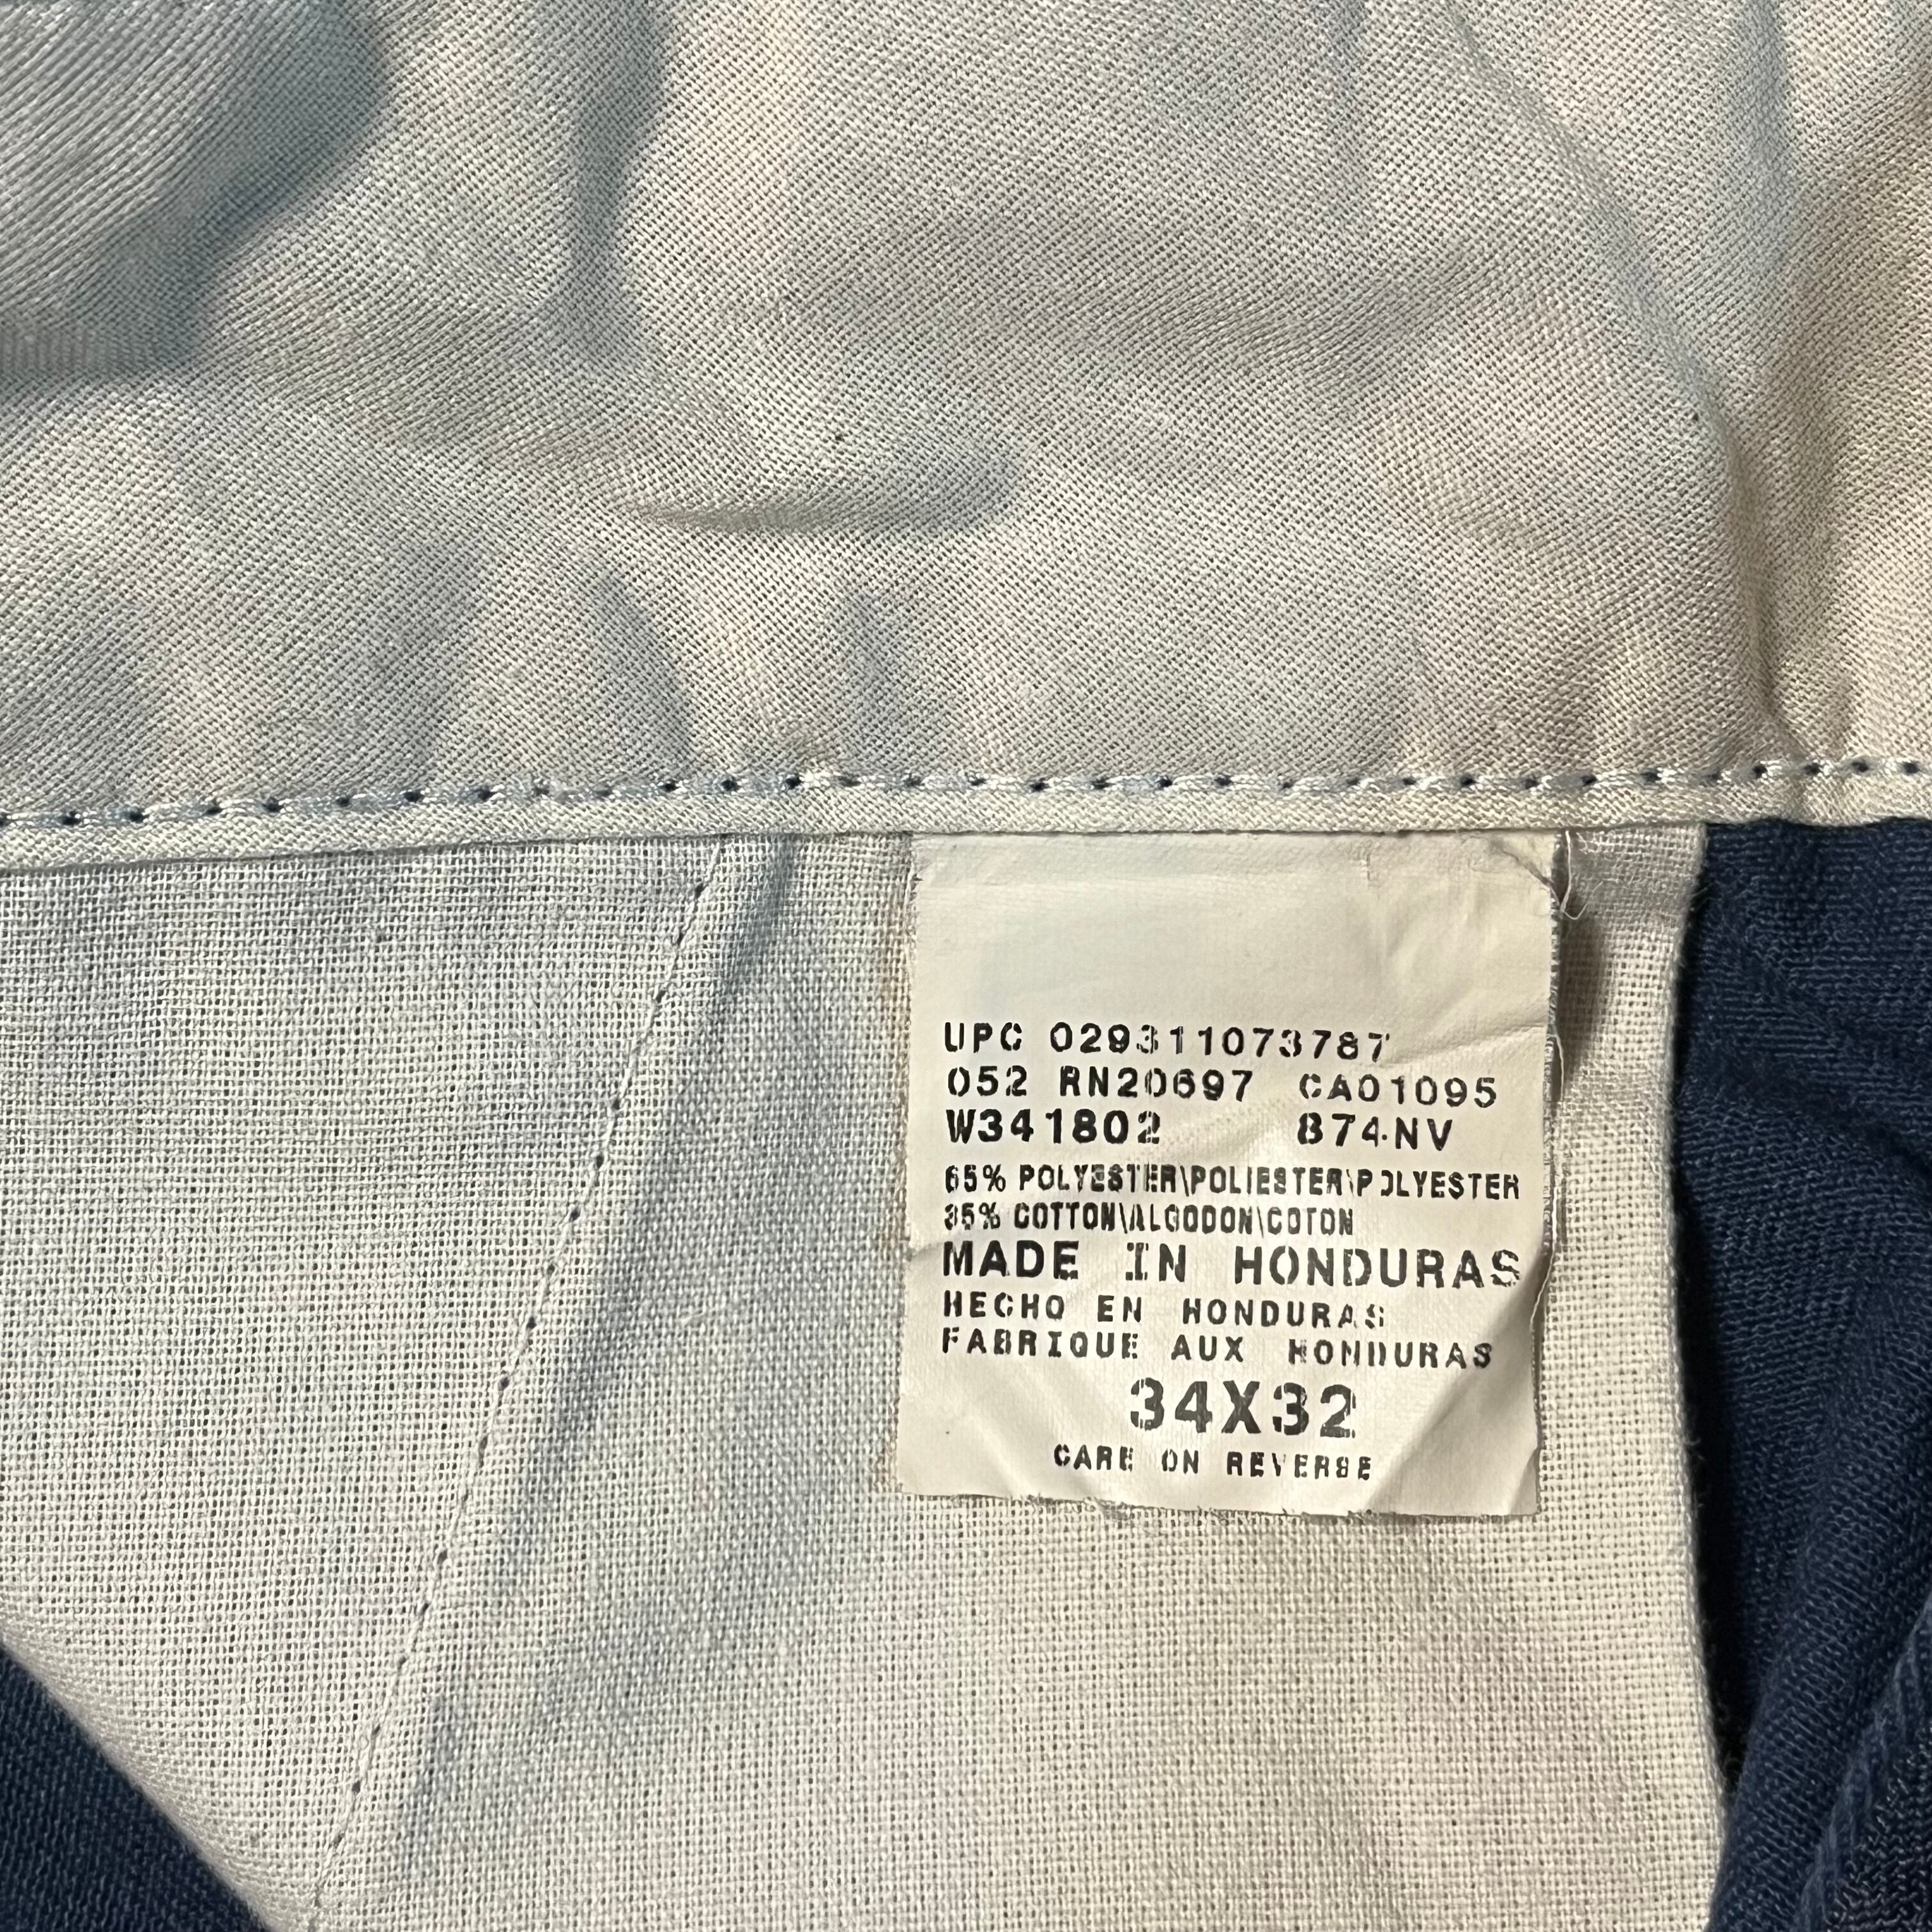 UPC 029311073787
052 RN20697 CA01095
W341802 874NV
65% POLYESTER\POLIESTER\POLYESTER
35% COTTON\ALGODON\COTON
MADE IN HONDURAS
HECHO EN HONDURAS
FABRIQUE AUX HONDURAS
34X32
CARE ON REVERSE